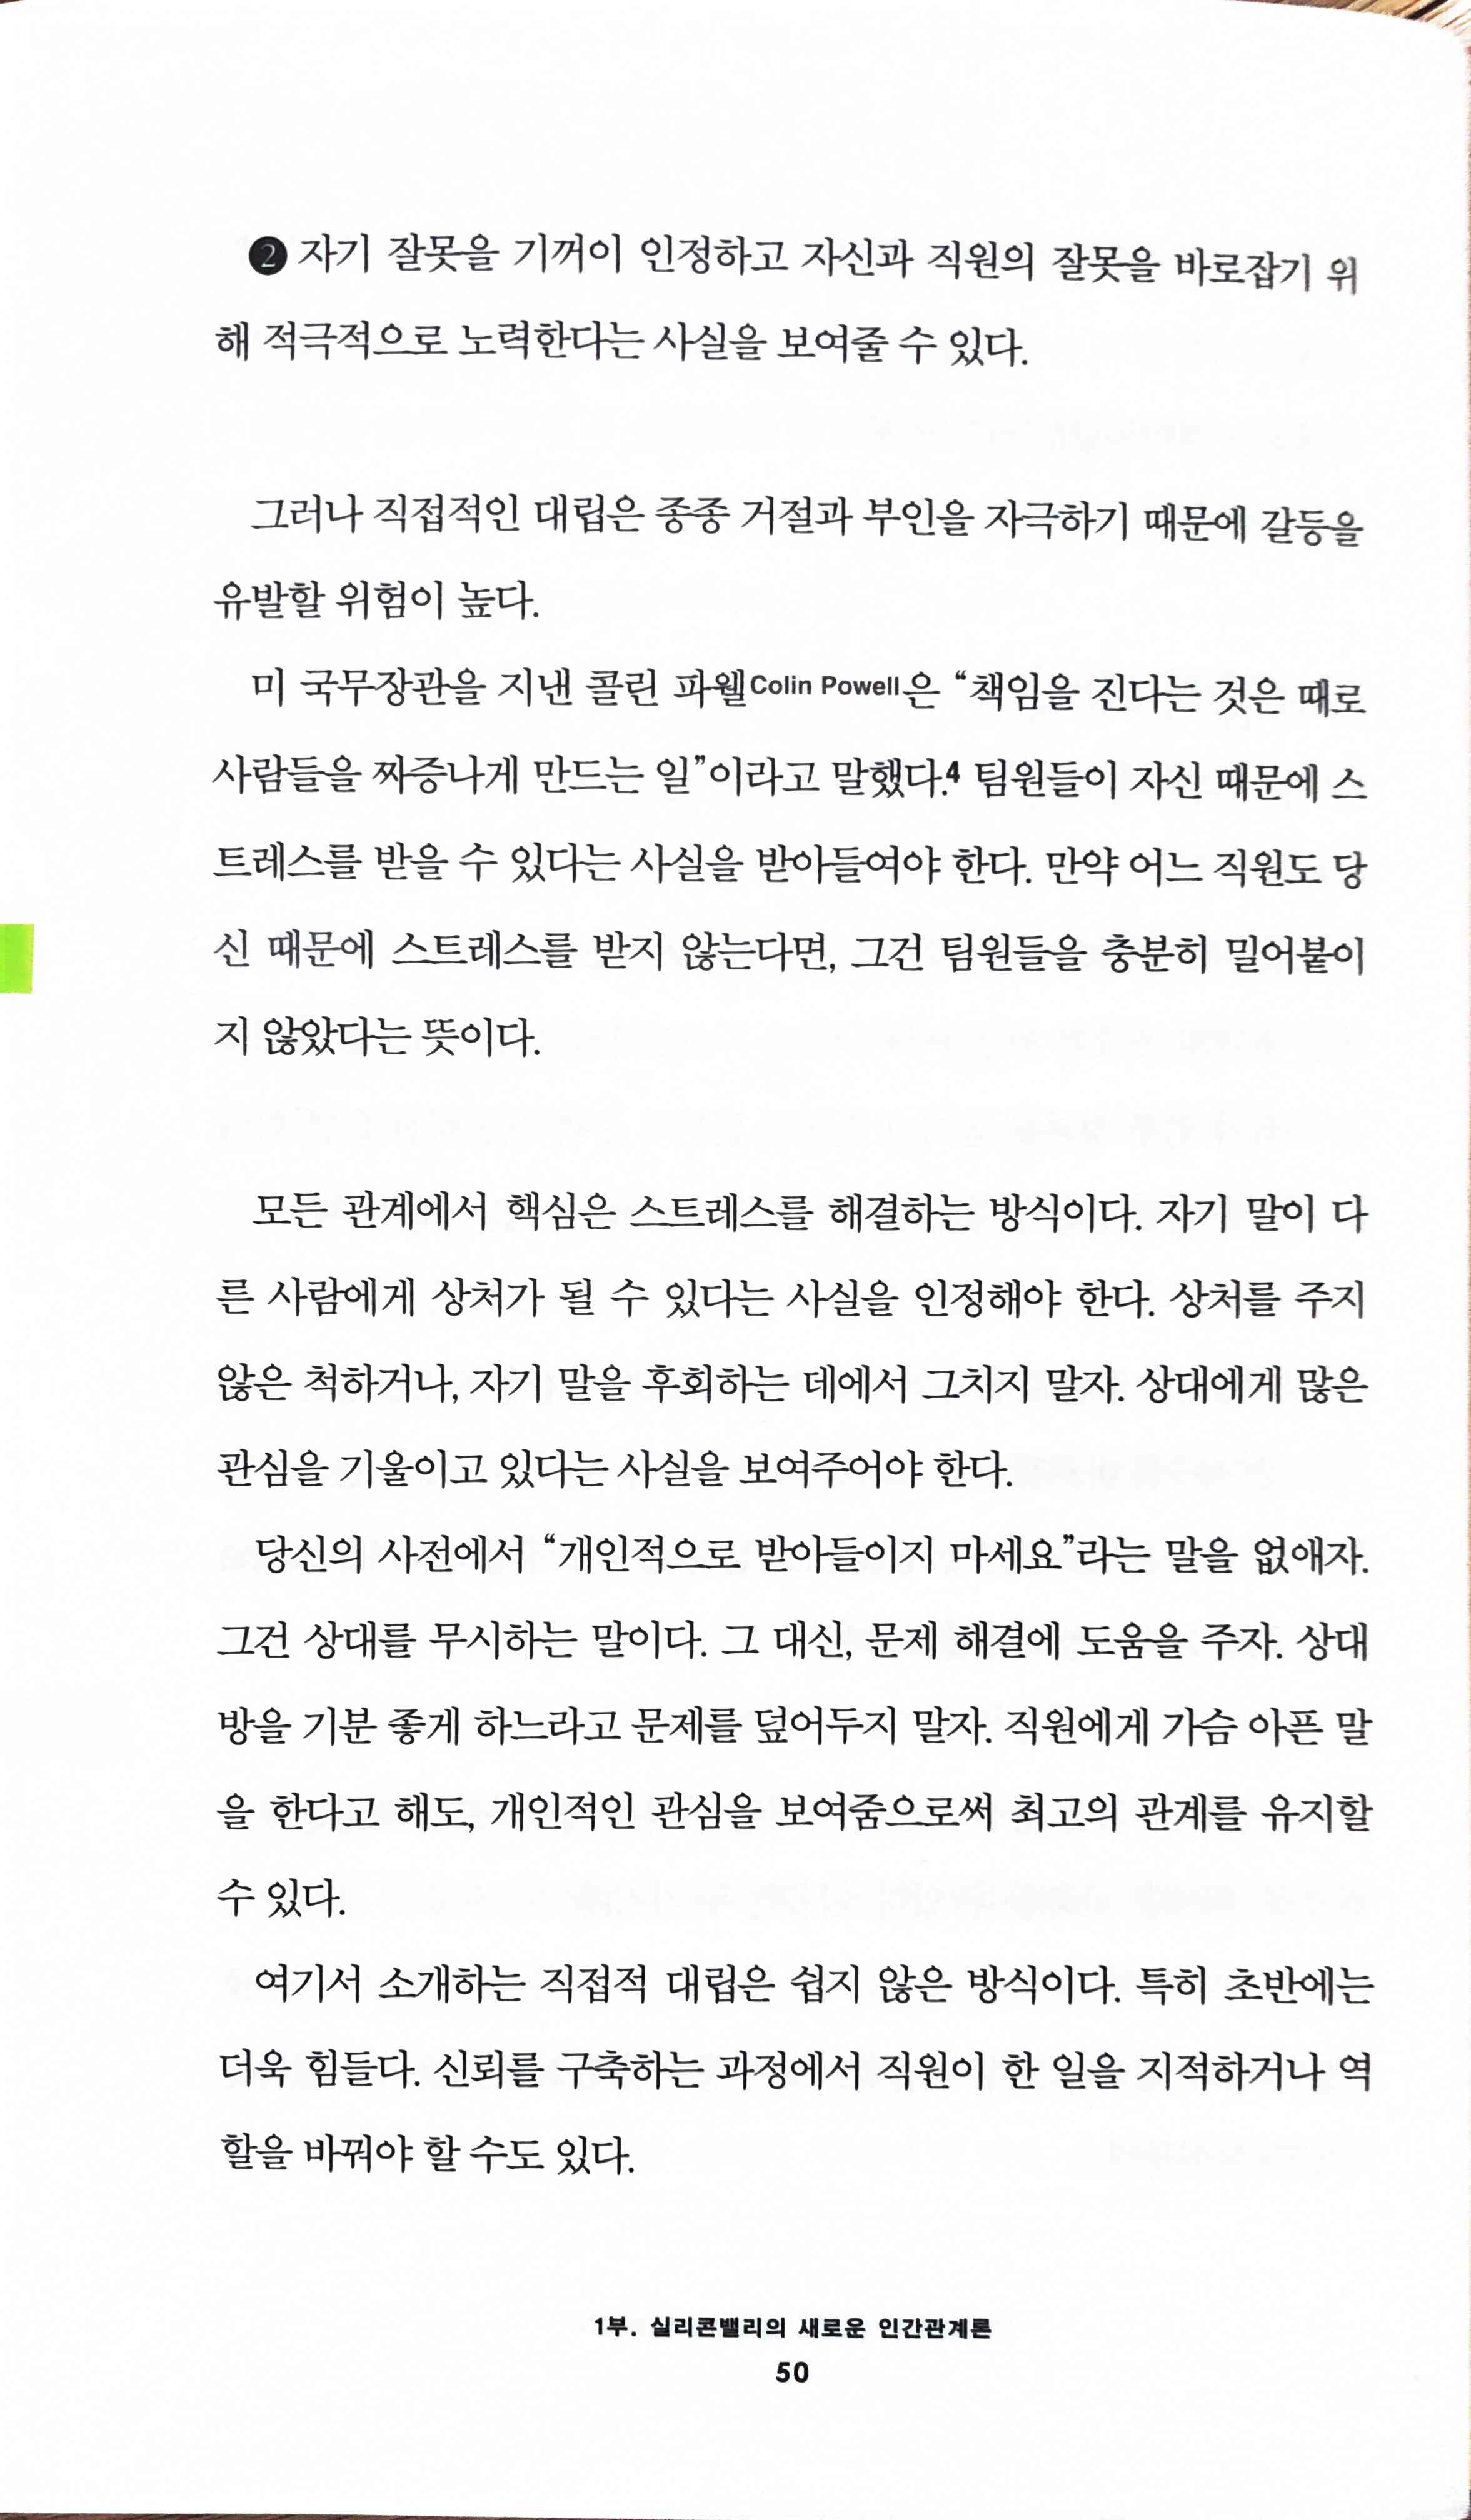 ❷ 자기 잘못을 기꺼이 인정하고 자신과 직원의 잘못을 바로잡기 위
해 적극적으로 노력한다는 사실을 보여줄 수 있다.
그러나 직접적인 대립은 종종 거절과 부인을 자극하기 때문에 갈등을
유발할 위험이 높다.
미 국무장관을 지낸 콜린 파웰Colin Powell은 “책임을 진다는 것은 때로
사람들을 짜증나게 만드는 일”이라고 말했다.4 팀원들이 자신 때문에 스
트레스를 받을 수 있다는 사실을 받아들여야 한다. 만약 어느 직원도 당
신 때문에 스트레스를 받지 않는다면, 그건 팀원들을 충분히 밀어붙이
지 않았다는 뜻이다.
모든 관계에서 핵심은 스트레스를 해결하는 방식이다. 자기 말이 다
른 사람에게 상처가 될 수 있다는 사실을 인정해야 한다. 상처를 주지
않은 척하거나, 자기 말을 후회하는 데에서 그치지 말자. 상대에게 많은
관심을 기울이고 있다는 사실을 보여주어야 한다.
당신의 사전에서 “개인적으로 받아들이지 마세요”라는 말을 없애자.
그건 상대를 무시하는 말이다. 그 대신, 문제 해결에 도움을 주자. 상대
방을 기분 좋게 하느라고 문제를 덮어두지 말자. 직원에게 가슴 아픈 말
을 한다고 해도, 개인적인 관심을 보여줌으로써 최고의 관계를 유지할
수 있다.
여기서 소개하는 직접적 대립은 쉽지 않은 방식이다. 특히 초반에는
더욱 힘들다. 신뢰를 구축하는 과정에서 직원이 한 일을 지적하거나 역
할을 바꿔야 할 수도 있다.
1부. 실리콘밸리의 새로운 인간관계론
50